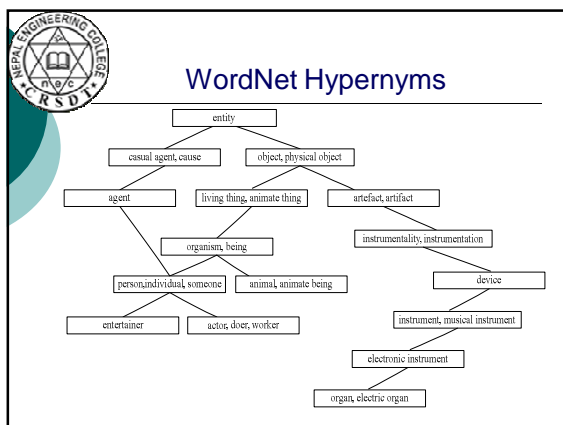 NEPAL ENGINEERING COLLEGE
n e c
C R S D T
WordNet Hypernyms
entity
casual agent, cause
object, physical object
agent
living thing, animate thing
artefact, artifact
organism, being
instrumentality, instrumentation
person,individual, someone
animal, animate being
device
entertainer
actor, doer, worker
instrument, musical instrument
electronic instrument
organ, electric organ